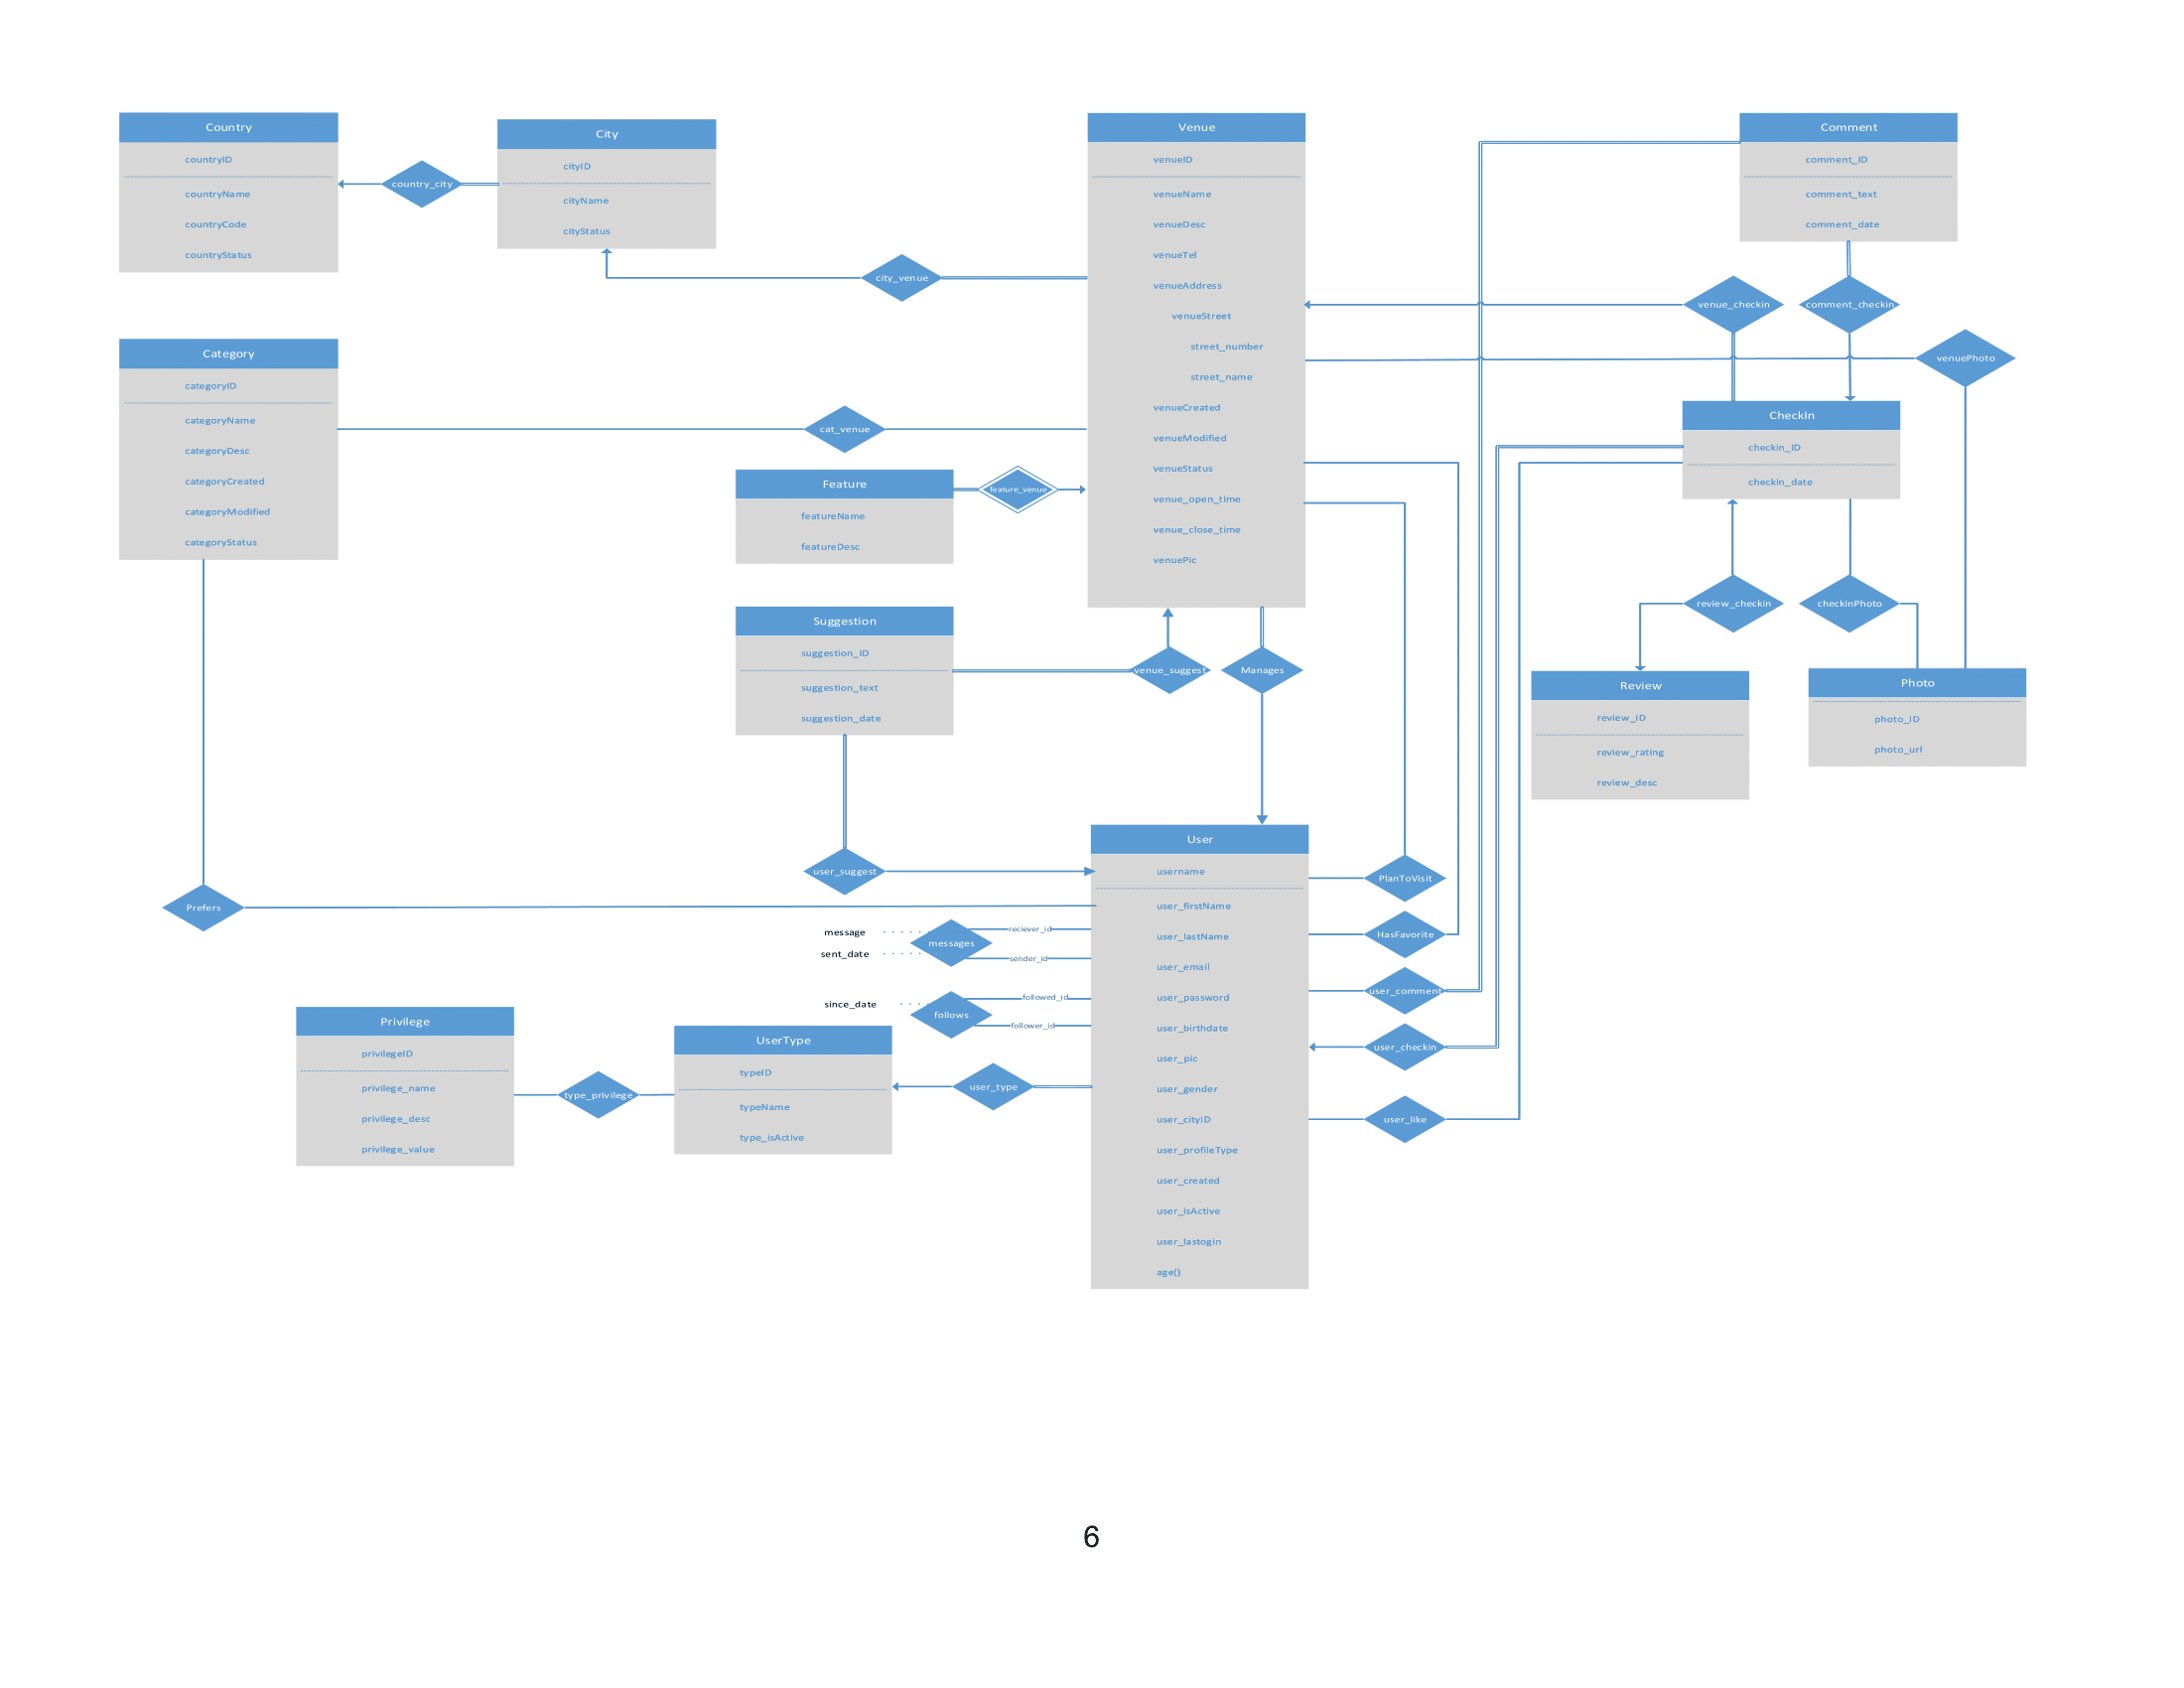 Country
countryID
countryName
countryCode
countryStatus
country_city
City
cityID
cityName
cityStatus
city_venue
Venue
venueID
venueName
venueDesc
venueTel
venueAddress
venueStreet
street_number
street_name
venueCreated
venueModified
venueStatus
venue_open_time
venue_close_time
venuePic
Comment
comment_ID
comment_text
comment_date
venue_checkin
comment_checkin
venuePhoto
Category
categoryID
categoryName
categoryDesc
categoryCreated
categoryModified
categoryStatus
cat_venue
Feature
featureName
featureDesc
feature_venue
CheckIn
checkin_ID
checkin_date
review_checkin
checkinPhoto
Suggestion
suggestion_ID
suggestion_text
suggestion_date
venue_suggest
Manages
Review
review_ID
review_rating
review_desc
Photo
photo_ID
photo_url
user_suggest
Prefers
User
username
user_firstName
user_lastName
user_email
user_password
user_birthdate
user_pic
user_gender
user_cityID
user_profileType
user_created
user_isActive
user_lastogin
age()
PlanToVisit
HasFavorite
user_comment
user_checkin
user_like
message
sent_date
messages
reciever_id
sender_id
since_date
follows
followed_id
follower_id
Privilege
privilegeID
privilege_name
privilege_desc
privilege_value
type_privilege
UserType
typeID
typeName
type_isActive
user_type
6